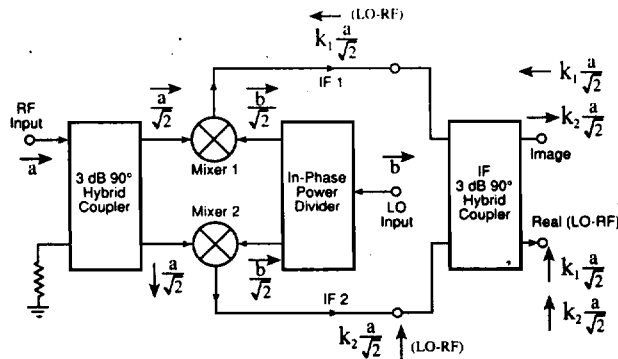 (LO-RF)
k₁ a/√2
IF 1
RF
Input
a
3 dB 90°
Hybrid
Coupler
a/√2
b/√2
Mixer 1
Mixer 2
a/√2
b/√2
In-Phase
Power
Divider
b
LO
Input
IF 2
k₂ a/√2
(LO-RF)
IF
3 dB 90°
Hybrid
Coupler
k₁ a/√2
k₂ a/√2
Image
Real (LO-RF)
k₁ a/√2
k₂ a/√2